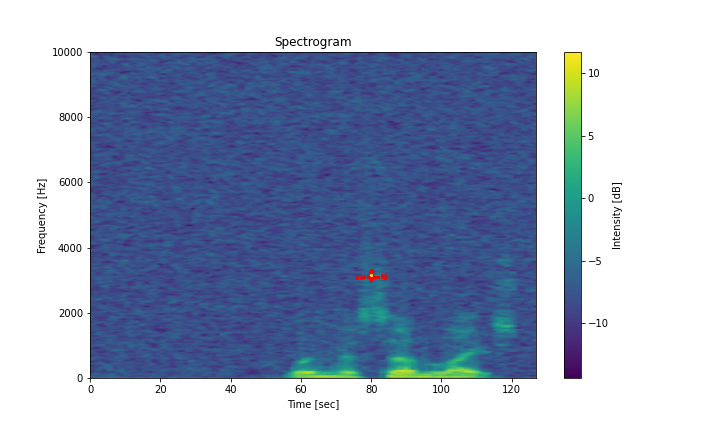 Spectrogram
10000
8000
6000
4000
2000
0
Frequency [Hz]
0 20 40 60 80 100 120
Time [sec]
10
5
0
−5
−10
Intensity [dB]